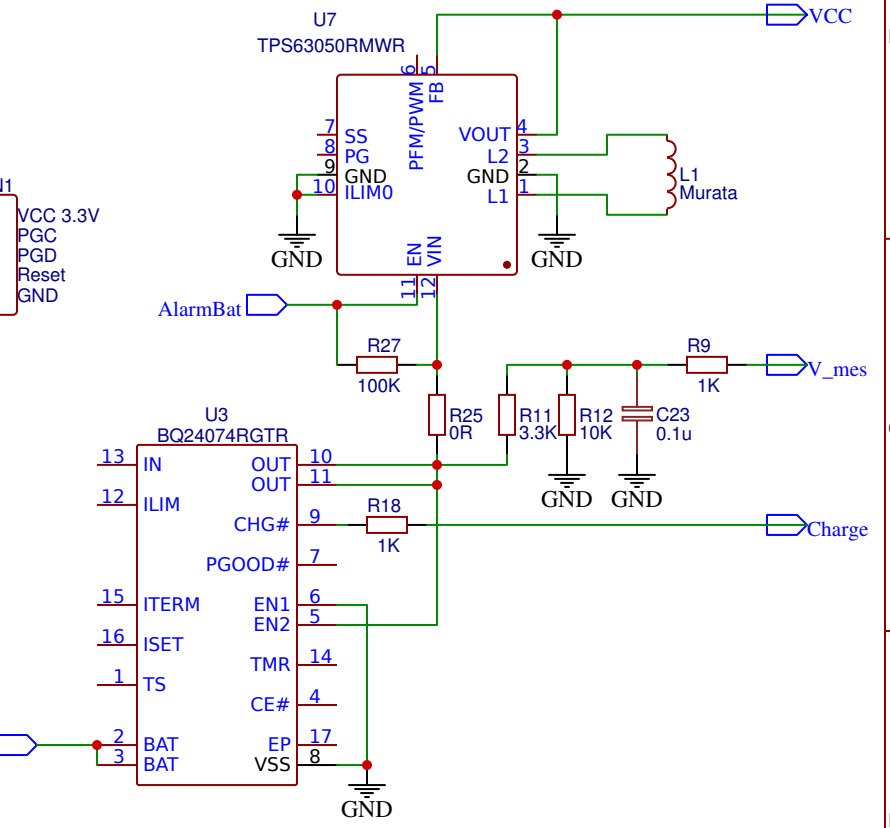 U7
TPS63050RMWR
VCC
6
5
PFM/PWM
FB
7
SS
8
PG
9
GND
10
ILIM0
VOUT
4
L2
3
GND
2
L1
1
L1
Murata
EN
VIN
11
12
GND
GND
VCC 3.3V
PGC
PGD
Reset
GND
AlarmBat
R27
100K
R25
0R
R11
3.3K
R12
10K
C23
0.1u
R9
1K
V_mes
GND
GND
U3
BQ24074RGTR
13
IN
12
ILIM
15
ITERM
16
ISET
1
TS
2
BAT
3
BAT
OUT
10
OUT
11
CHG#
9
PGOOD#
7
EN1
6
EN2
5
TMR
14
CE#
4
EP
17
VSS
8
R18
1K
Charge
GND